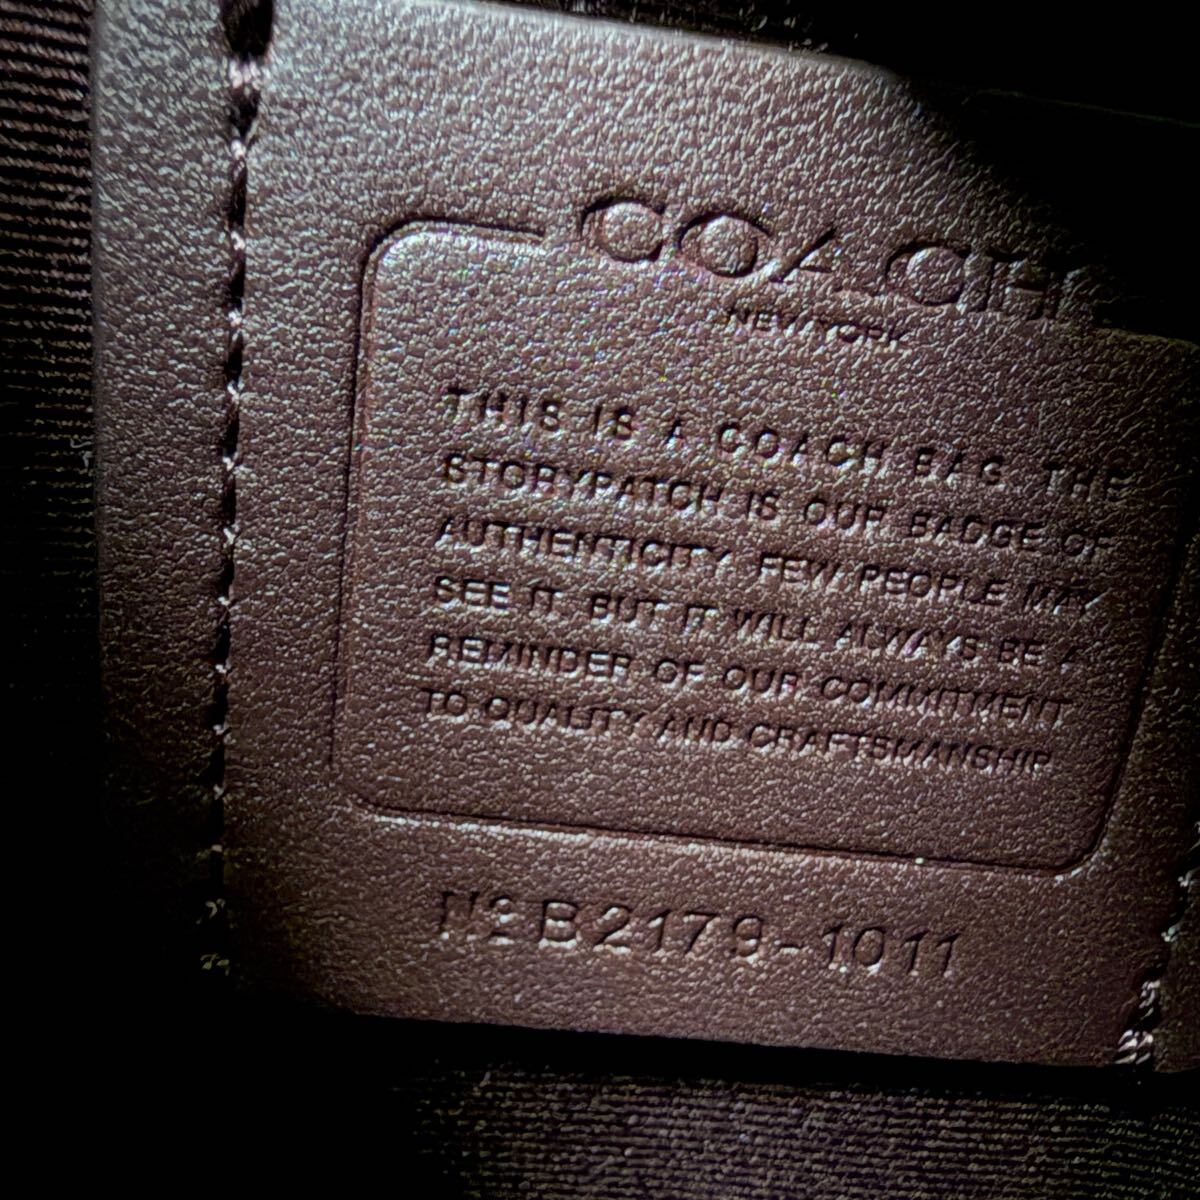 COACH
NEW YORK
THIS IS A COACH BAG. THE
STORYPATCH IS OUR BADGE OF
AUTHENTICITY. FEW PEOPLE MAY
SEE IT. BUT IT WILL ALWAYS BE A
REMINDER OF OUR COMMITMENT
TO QUALITY AND CRAFTSMANSHIP.
Nº B2179-1011